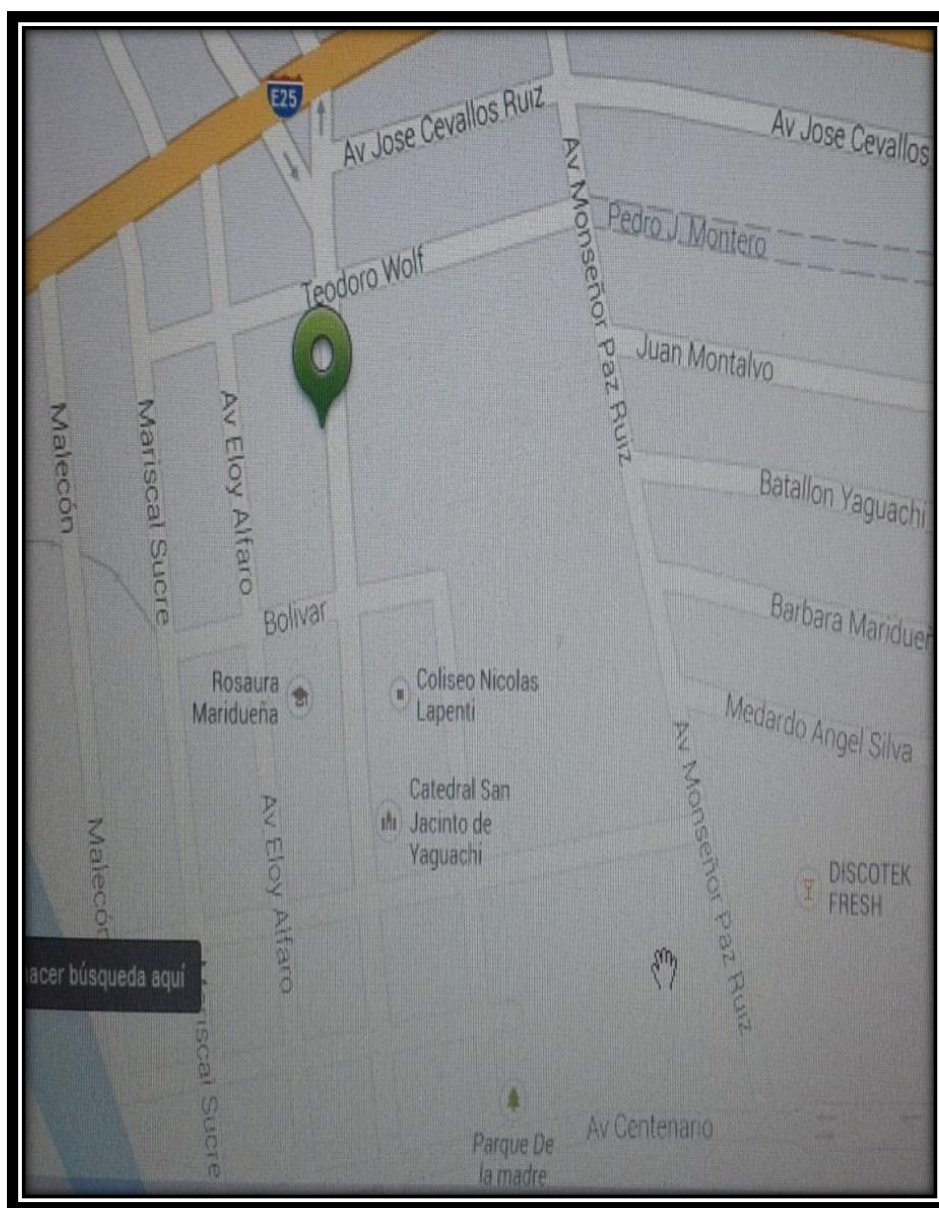 E25
Av Jose Cevallos Ruiz
Av Jose Cevallos
Av Monseñor Paz Ruiz
Pedro J. Montero
Teodoro Wolf
Juan Montalvo
Malecón
Mariscal Sucre
Av Eloy Alfaro
Batallon Yaguachi
Bolivar
BarbaraВаridueñ
Rosaura
Maridueña
Coliseo Nicolas
Lapenti
Medardo Angel Silva
Av Monseñor Paz Ruiz
Catedral San
Jacinto de
Yaguachi
Av Eloy Alfaro
Malecón
DISCOTEK
FRESH
acer búsqueda aquí
Mariscal Sucre
Av Centenario
Parque De
la madre